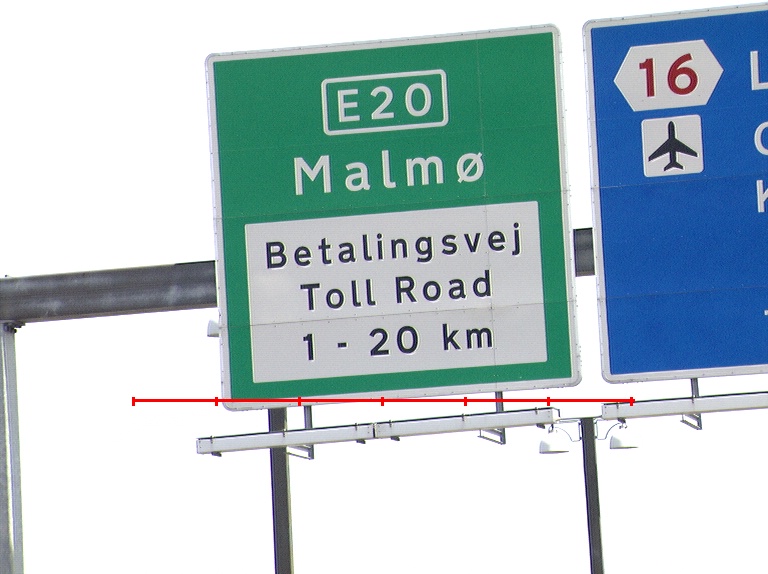 E20
Malmø
Betalingsvej
Toll Road
1 - 20 km
16